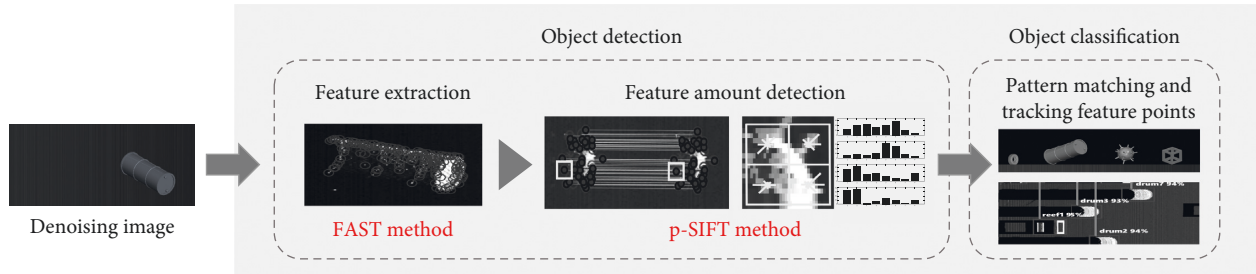 Object detection
Object classification
Feature extraction
Feature amount detection
Pattern matching and
tracking feature points
Denoising image
FAST method
p-SIFT method
drum7 94%
drum3 93%
reef1 95%
drum2 94%